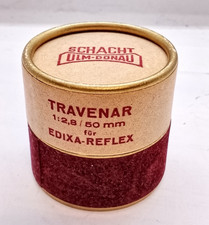 SCHACHT
ULM-DONAU
TRAVENAR
1:2,8/50 mm
für
EDIXA-REFLEX